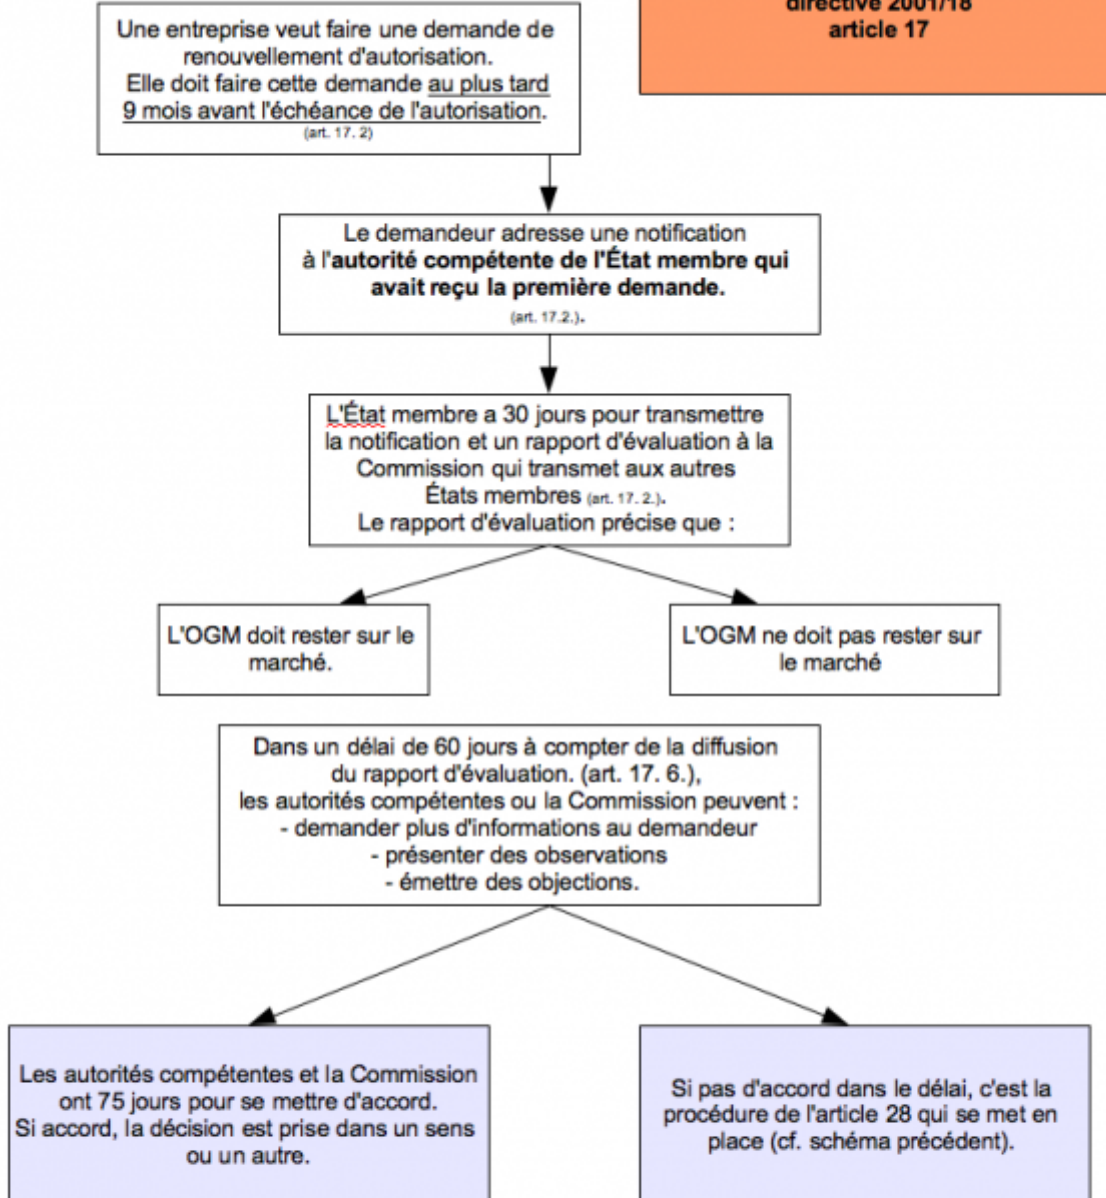 directive 2001/18
article 17
Une entreprise veut faire une demande de
renouvellement d'autorisation.
Elle doit faire cette demande au plus tard
9 mois avant l'échéance de l'autorisation.
(art. 17. 2)
Le demandeur adresse une notification
à l'autorité compétente de l'État membre qui
avait reçu la première demande.
(art. 17.2.).
L'État membre a 30 jours pour transmettre
la notification et un rapport d'évaluation à la
Commission qui transmet aux autres
États membres (art. 17. 2.).
Le rapport d'évaluation précise que :
L'OGM doit rester sur le
marché.
L'OGM ne doit pas rester sur
le marché
Dans un délai de 60 jours à compter de la diffusion
du rapport d'évaluation. (art. 17. 6.),
les autorités compétentes ou la Commission peuvent :
- demander plus d'informations au demandeur
- présenter des observations
- émettre des objections.
Les autorités compétentes et la Commission
ont 75 jours pour se mettre d'accord.
Si accord, la décision est prise dans un sens
ou un autre.
Si pas d'accord dans le délai, c'est la
procédure de l'article 28 qui se met en
place (cf. schéma précédent).